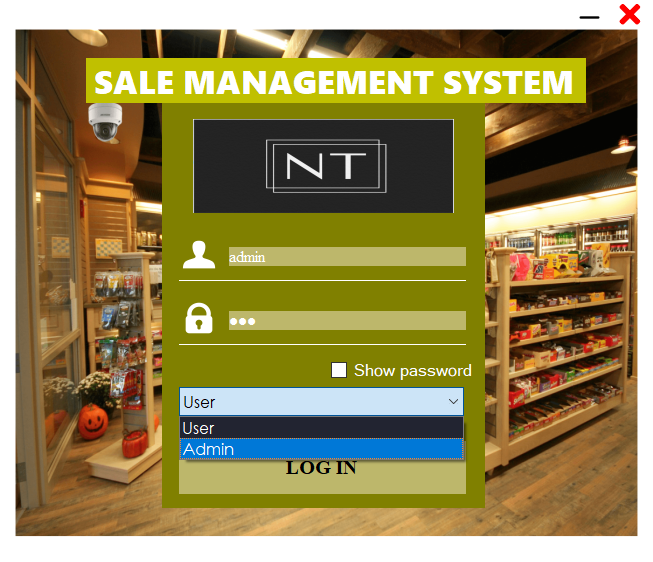 SALE MANAGEMENT SYSTEM
NT
admin
Show password
User
User
Admin
LOG IN